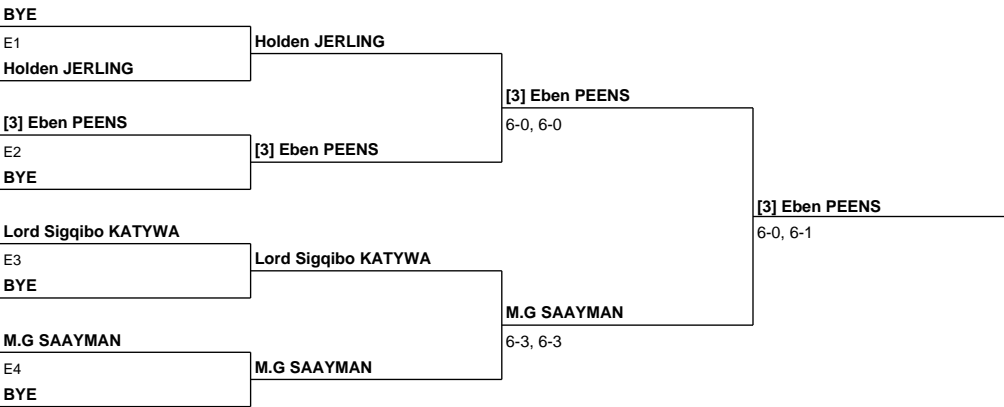 BYE
E1
Holden JERLING
Holden JERLING
[3] Eben PEENS
6-0, 6-0
[3] Eben PEENS
E2
[3] Eben PEENS
BYE
[3] Eben PEENS
6-0, 6-1
Lord Sigqibo KATYWA
E3
Lord Sigqibo KATYWA
BYE
M.G SAAYMAN
6-3, 6-3
M.G SAAYMAN
E4
M.G SAAYMAN
BYE